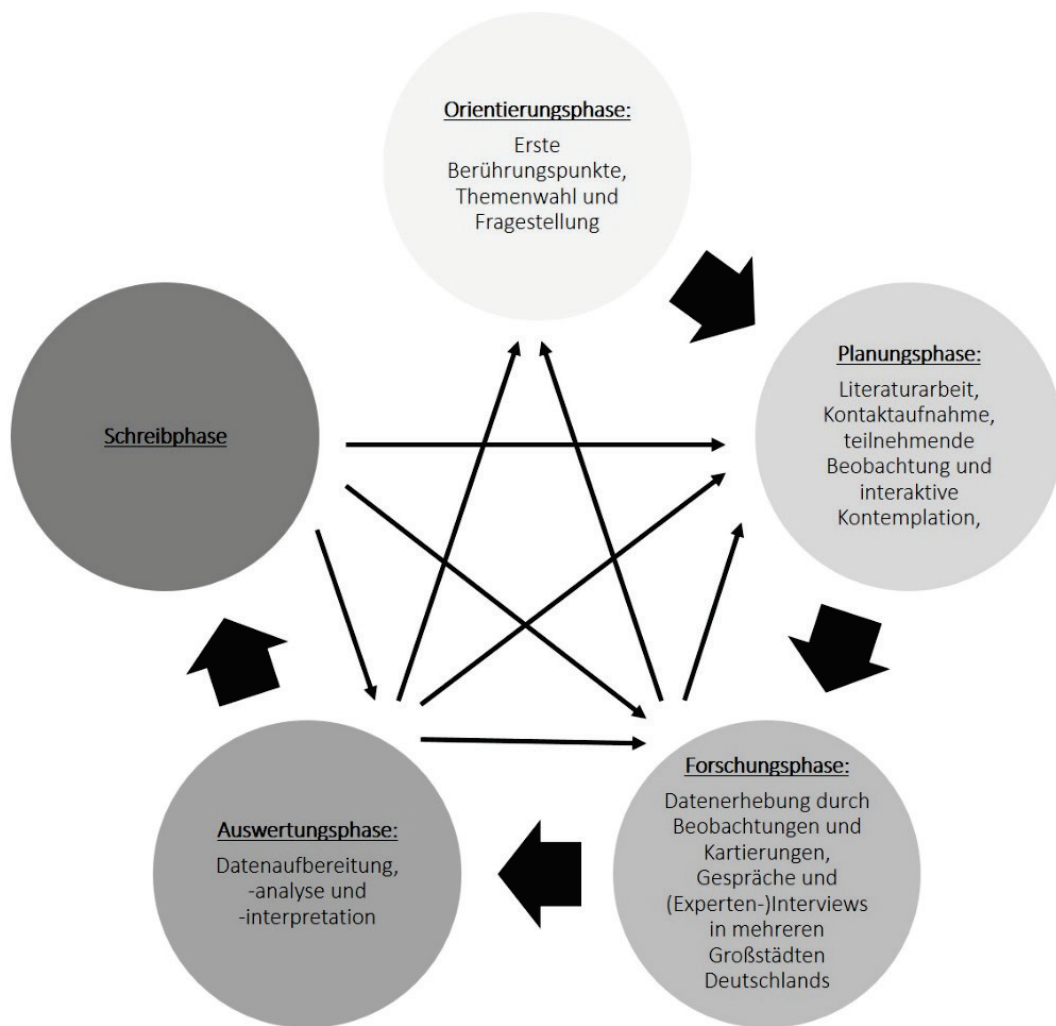 Orientierungsphase:
Erste
Berührungspunkte,
Themenwahl und
Fragestellung
Planungsphase:
Literaturarbeit,
Kontaktaufnahme,
teilnehmende
Beobachtung und
interaktive
Kontemplation,
Schreibphase
Forschungsphase:
Datenerhebung durch
Beobachtungen und
Kartierungen,
Gespräche und
(Experten-)Interviews
in mehreren
Großstädten
Deutschlands
Auswertungsphase:
Datenaufbereitung,
-analyse und
-interpretation